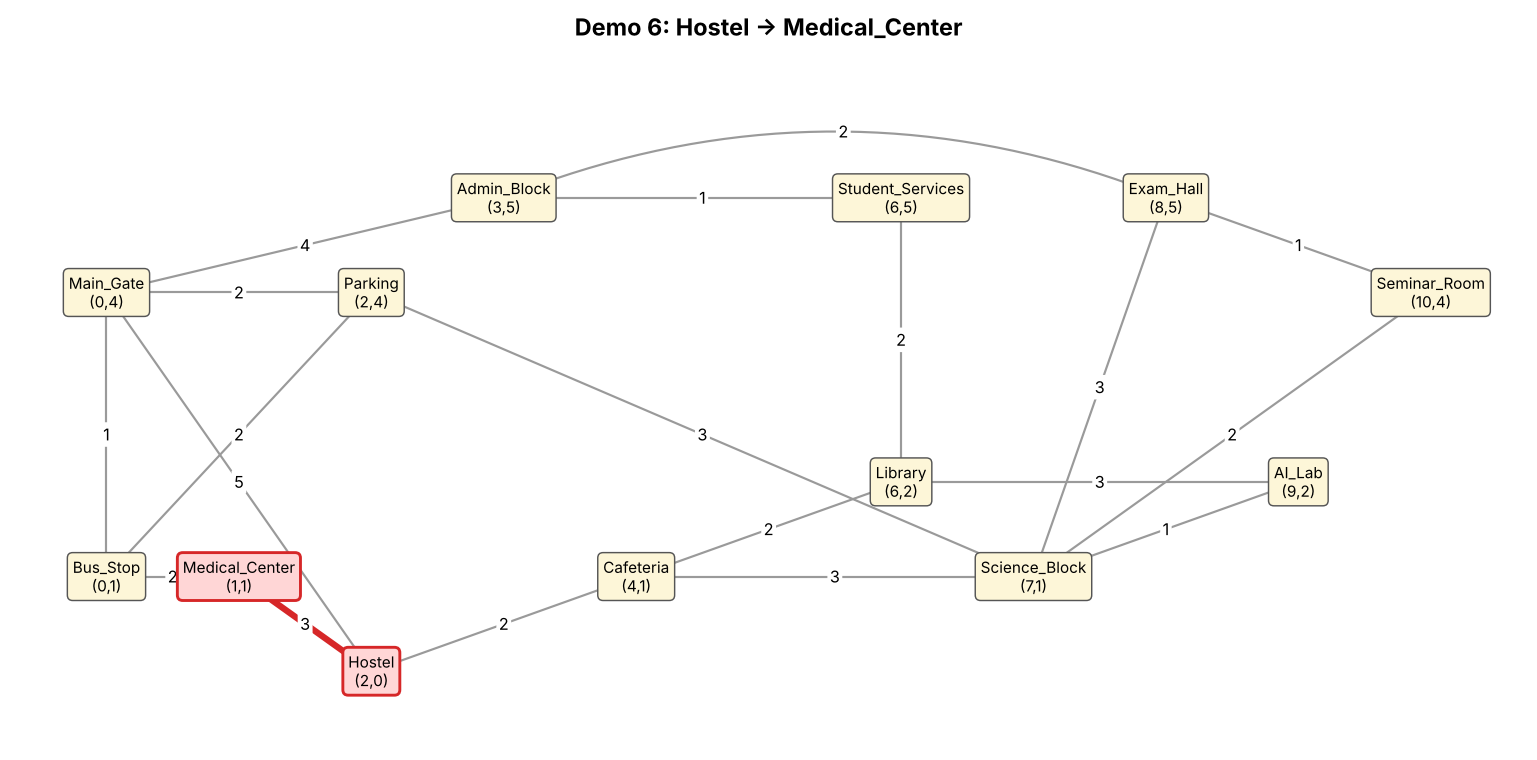 Demo 6: Hostel → Medical_Center
2
Admin_Block
(3,5)
1
Student_Services
(6,5)
Exam_Hall
(8,5)
4
1
Main_Gate
(0,4)
2
Parking
(2,4)
Seminar_Room
(10,4)
2
3
1
2
3
2
5
Library
(6,2)
3
AI_Lab
(9,2)
2
1
Bus_Stop
(0,1)
2
Medical_Center
(1,1)
Cafeteria
(4,1)
3
Science_Block
(7,1)
3
2
Hostel
(2,0)